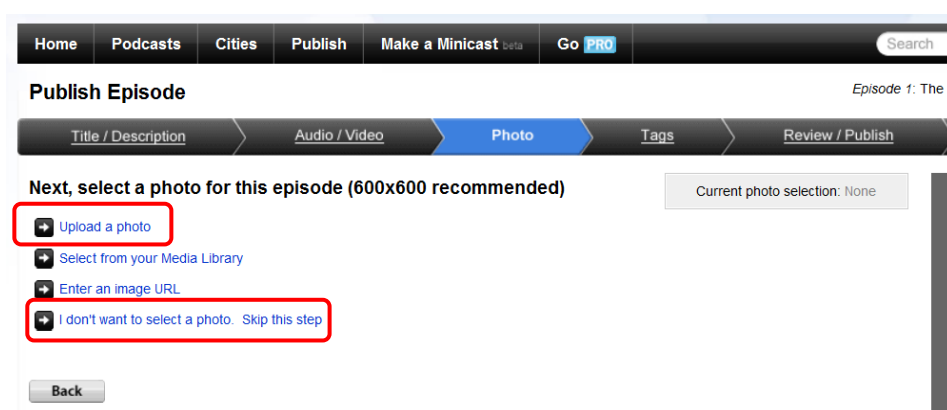 Home Podcasts Cities Publish Make a Minicast beta Go PRO Search
Publish Episode Episode 1: The
Title / Description Audio / Video Photo Tags Review / Publish
Next, select a photo for this episode (600x600 recommended) Current photo selection: None
Upload a photo
Select from your Media Library
Enter an image URL
I don't want to select a photo. Skip this step
Back